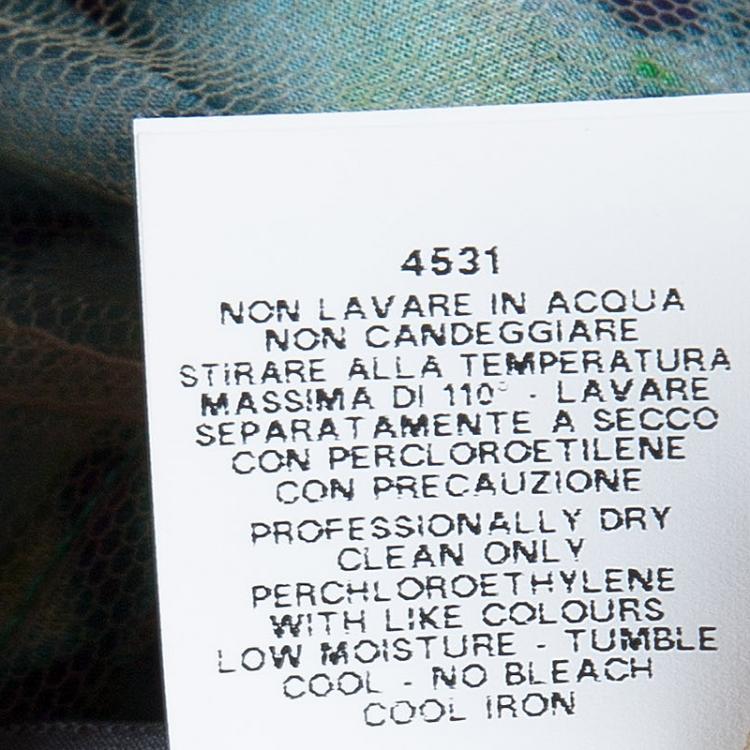 4531
NON LAVARE IN ACQUA
NON CANDEGGIARE
STIRARE ALLA TEMPERATURA
MASSIMA DI 110° - LAVARE
SEPARATAMENTE A SECCO
CON PERCLOROETILENE
CON PRECAUZIONE
PROFESSIONALLY DRY
CLEAN ONLY
PERCHLOROETHYLENE
WITH LIKE COLOURS
LOW MOISTURE - TUMBLE
COOL - NO BLEACH
COOL IRON